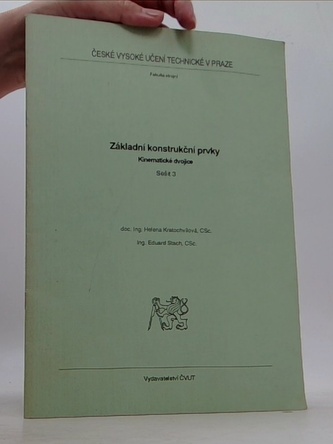 ČESKÉ VYSOKÉ UČENÍ TECHNICKÉ V PRAZE
Fakulta strojní
Základní konstrukční prvky
Kinematické dvojice
Sešit 3
doc. Ing. Helena Kratochvílová, CSc.
Ing. Eduard Stach, CSc.
Vydavatelství ČVUT